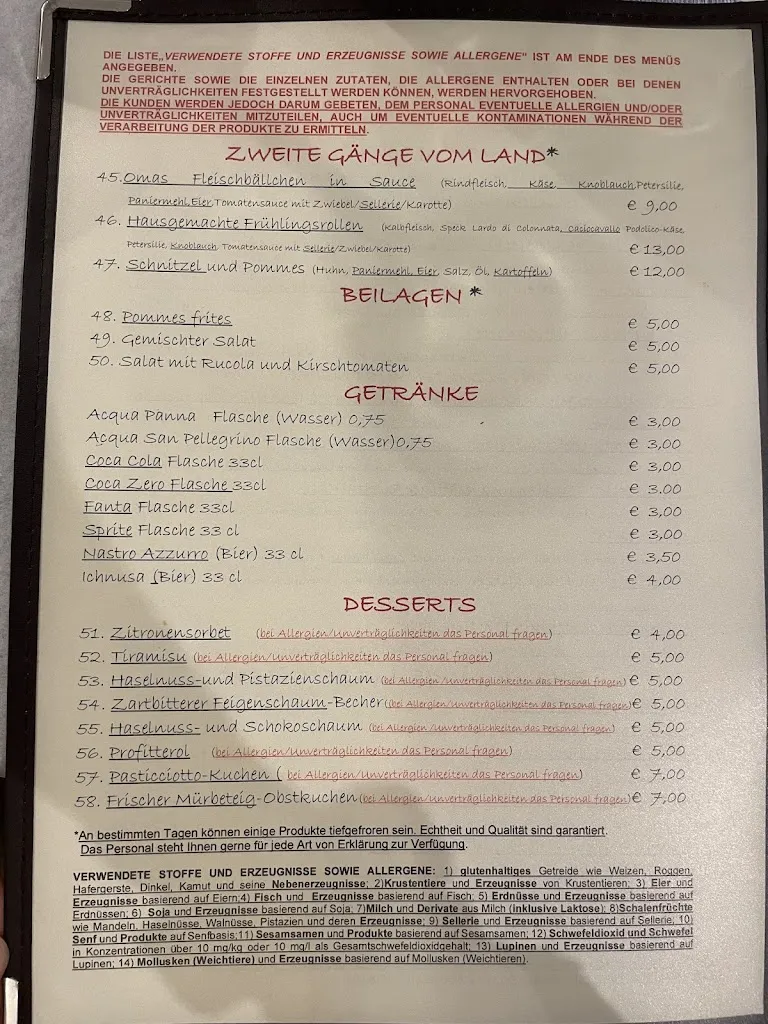 DIE LISTE„VERWENDETE STOFFE UND ERZEUGNISSE SOWIE ALLERGENE" IST AM ENDE DES MENÜS
ANGEGEBEN.
DIE GERICHTE SOWIE DIE EINZELNEN ZUTATEN, DIE ALLERGENE ENTHALTEN ODER BEI DENEN
UNVERTRÄGLICHKEITEN FESTGESTELLT WERDEN KÖNNEN, WERDEN HERVORGEHOBEN.
DIE KUNDEN WERDEN JEDOCH DARUM GEBETEN, DEM PERSONAL EVENTUELLE ALLERGIEN UND/ODER
UNVERTRÄGLICHKEITEN MITZUTEILEN, AUCH UM EVENTUELLE KONTAMINATIONEN WÄHREND DER
VERARBEITUNG DER PRODUKTE ZU ERMITTELN.
ZWEITE GÄNGE VOM LAND*
45.Omas Fleischbällchen in Sauce (Rindfleisch, Käse, Knoblauch,Petersilie,
Paniermehl,Eier,Tomatensauce mit Zwiebel/Sellerie/Karotte) € 9,00
46. Hausgemachte Frühlingsrollen (Kalbfleisch, Speck Lardo di Colonnata, Caciocavallo Podolico-Käse,
Petersilie, Knoblauch, Tomatensauce mit Sellerie/Zwiebel/Karotte) € 13,00
47. Schnitzel und Pommes (Huhn, Paniermehl, Eier, Salz, Öl, Kartoffeln) € 12,00
BEILAGEN *
48. Pommes frites € 5,00
49. Gemischter Salat € 5,00
50. Salat mit Rucola und Kirschtomaten € 5,00
GETRÄNKE
Acqua Panna Flasche (Wasser) 0,75 € 3,00
Acqua San Pellegrino Flasche (Wasser)0,75 € 3,00
Coca Cola Flasche 33cl € 3,00
Coca Zero Flasche 33cl € 3.00
Fanta Flasche 33cl € 3,00
Sprite Flasche 33 cl € 3,00
Nastro Azzurro (Bier) 33 cl € 3,50
Ichnusa (Bier) 33 cl € 4,00
DESSERTS
51. Zitronensorbet (bei Allergien/Unverträglichkeiten das Personal fragen) € 4,00
52. Tiramisu (bei Allergien/Unverträglichkeiten das Personal fragen) € 5,00
53. Haselnuss-und Pistazienschaum (bei Allergien/Unverträglichkeiten das Personal fragen) € 5,00
54. Zartbitterer Feigenschaum-Becher((bei Allergien/Unverträglichkeiten das Personal fragen)€ 5,00
55. Haselnuss- und Schokoschaum (bei Allergien/Unverträglichkeiten das Personal fragen) € 5,00
56. Profitterol (bei Allergien/Unverträglichkeiten das Personal fragen) € 5,00
57. Pasticciotto-Kuchen ( bei Allergien/Unverträglichkeiten das Personal fragen) € 7,00
58. Frischer Mürbeteig-Obstkuchen(bei Allergien/Unverträglichkeiten das Personal fragen)€ 7,00
*An bestimmten Tagen können einige Produkte tiefgefroren sein. Echtheit und Qualität sind garantiert.
Das Personal steht Ihnen gerne für jede Art von Erklärung zur Verfügung.
VERWENDETE STOFFE UND ERZEUGNISSE SOWIE ALLERGENE: 1) glutenhaltiges Getreide wie Weizen, Roggen,
Hafergerste, Dinkel, Kamut und seine Nebenerzeugnisse; 2)Krustentiere und Erzeugnisse von Krustentieren; 3) Eier und
Erzeugnisse basierend auf Eiern;4) Fisch und Erzeugnisse basierend auf Fisch; 5) Erdnüsse und Erzeugnisse basierend auf
Erdnüssen; 6) Soja und Erzeugnisse basierend auf Soja; 7)Milch und Derivate aus Milch (inklusive Laktose); 8)Schalenfrüchte
wie Mandeln, Haselnüsse, Walnüsse, Pistazien und deren Erzeugnisse; 9) Sellerie und Erzeugnisse basierend auf Sellerie; 10)
Senf und Produkte auf Senfbasis;11) Sesamsamen und Produkte basierend auf Sesamsamen; 12) Schwefeldioxid und Schwefel
in Konzentrationen über 10 mg/kg oder 10 mg/l als Gesamtschwefeldioxidgehalt; 13) Lupinen und Erzeugnisse basierend auf
Lupinen; 14) Mollusken (Weichtiere) und Erzeugnisse basierend auf Mollusken (Weichtieren).